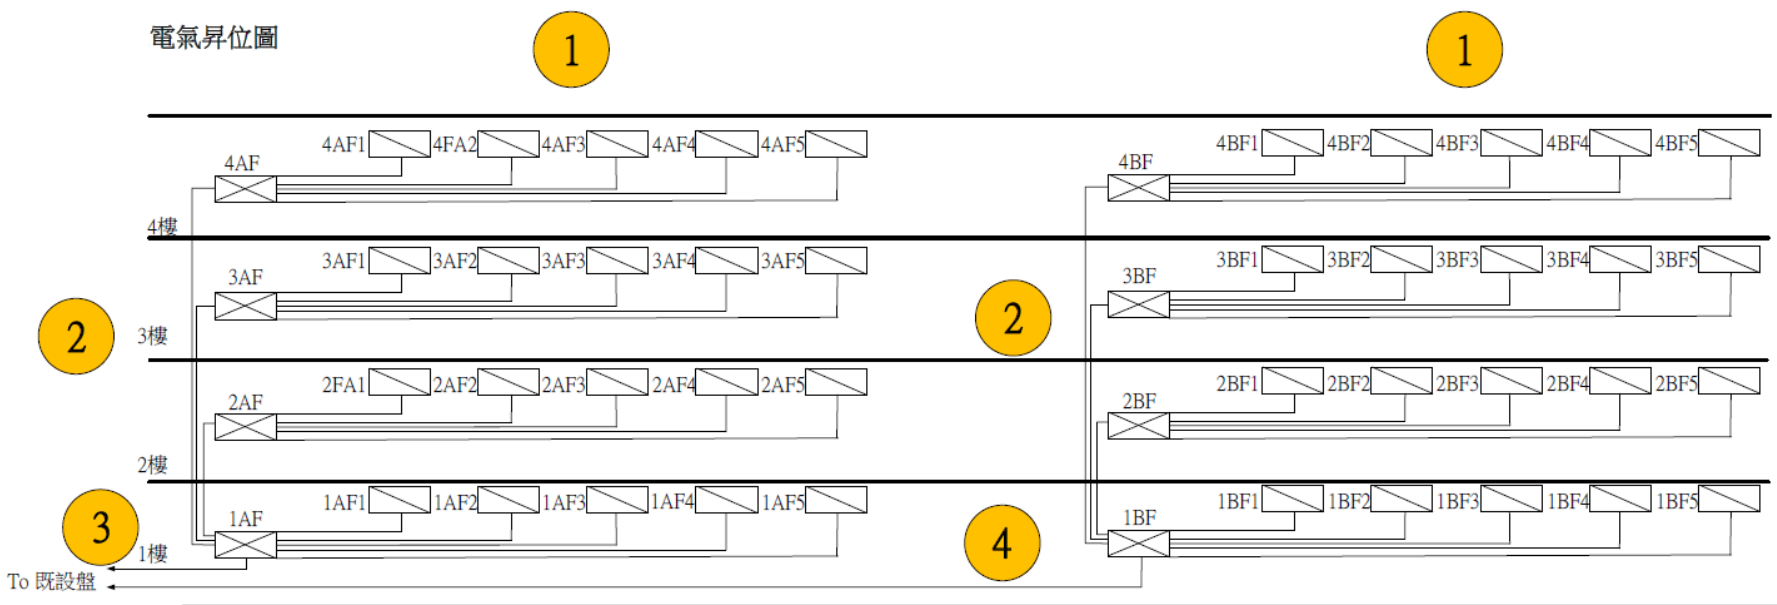 電氣昇位圖
1
1
4AF1 4FA2 4AF3 4AF4 4AF5
4BF1 4BF2 4BF3 4BF4 4BF5
4AF
4BF
4樓
3AF1 3AF2 3AF3 3AF4 3AF5
3BF1 3BF2 3BF3 3BF4 3BF5
3AF
3BF
2
2
3樓
2FA1 2AF2 2AF3 2AF4 2AF5
2BF1 2BF2 2BF3 2BF4 2BF5
2AF
2BF
2樓
1AF1 1AF2 1AF3 1AF4 1AF5
1BF1 1BF2 1BF3 1BF4 1BF5
1AF
1BF
3
4
1樓
To 既設盤